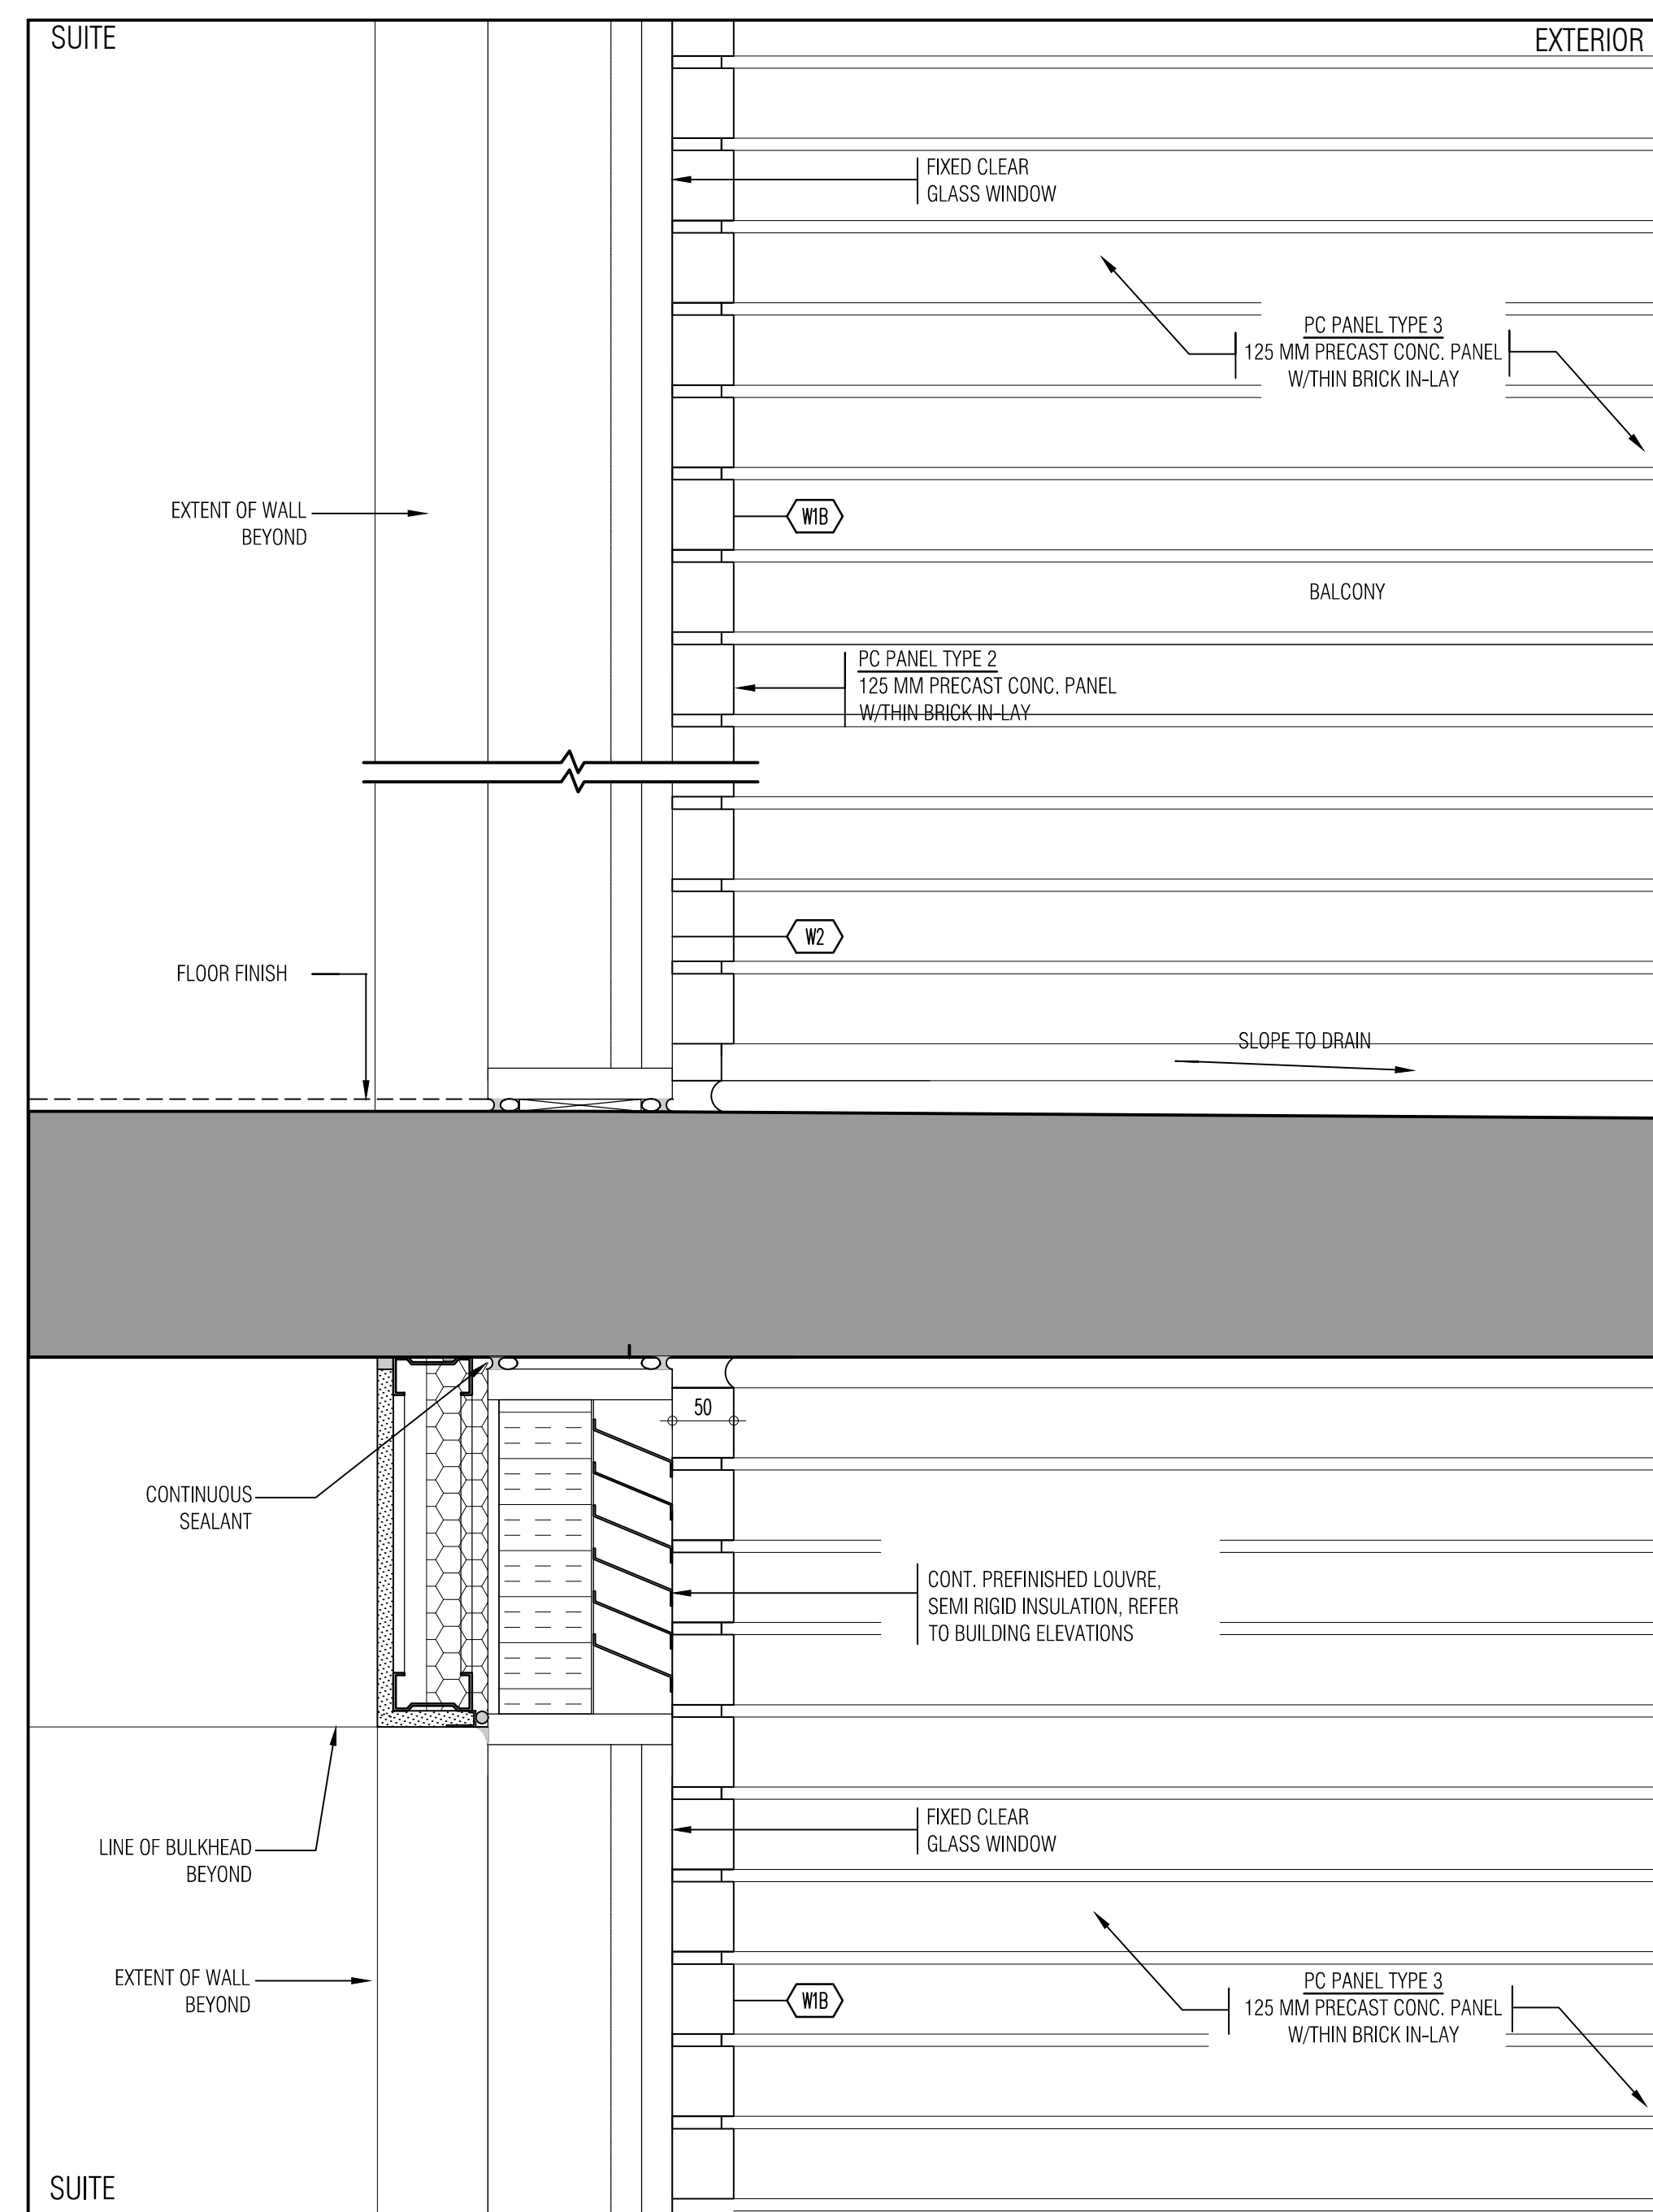 SUITE
EXTERIOR
FIXED CLEAR
GLASS WINDOW
PC PANEL TYPE 3
125 MM PRECAST CONC. PANEL
W/THIN BRICK IN-LAY
EXTENT OF WALL
BEYOND
W1B
BALCONY
PC PANEL TYPE 2
125 MM PRECAST CONC. PANEL
W/THIN BRICK IN-LAY
W2
FLOOR FINISH
SLOPE TO DRAIN
50
CONTINUOUS
SEALANT
CONT. PREFINISHED LOUVRE,
SEMI RIGID INSULATION, REFER
TO BUILDING ELEVATIONS
FIXED CLEAR
GLASS WINDOW
LINE OF BULKHEAD
BEYOND
EXTENT OF WALL
BEYOND
W1B
PC PANEL TYPE 3
125 MM PRECAST CONC. PANEL
W/THIN BRICK IN-LAY
SUITE